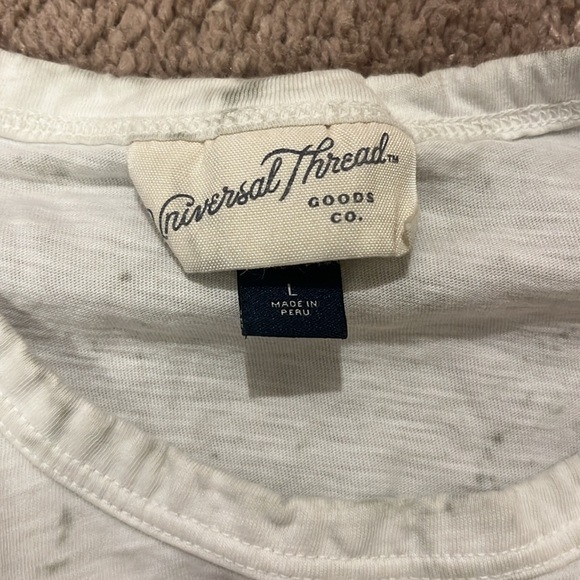 Universal Thread™
GOODS
CO.
L
MADE IN
PERU